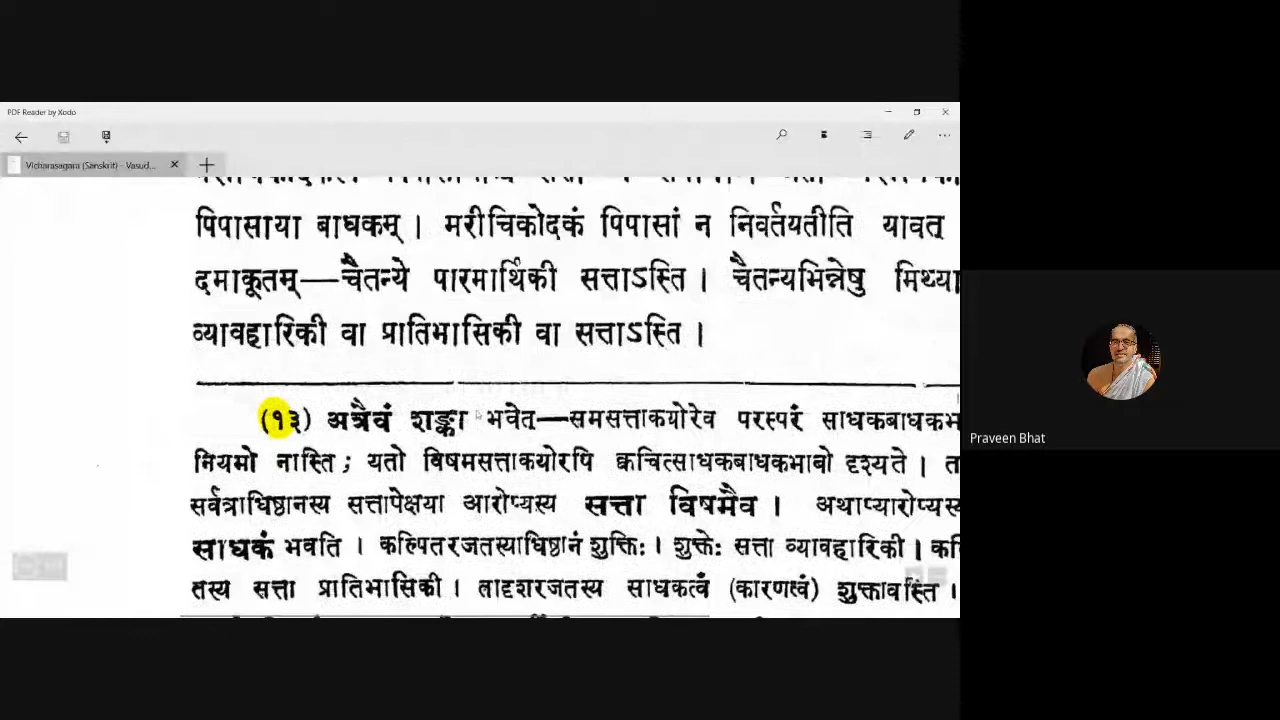 PDF Reader by Xodo
Vicharasagara (Sanskrit) - Vasud...
पिपासाया बाधकम् । मरीचिकोदकं पिपासां न निवर्तयतीति यावत्
दमाकूतम्—चैतन्ये पारमार्थिकी सत्ताऽस्ति । चैतन्यभिन्नेषु मिथ्या
व्यावहारिकी वा प्रातिभासिकी वा सत्ताऽस्ति ।
(१३) अत्रैवं शङ्का भवेत्—समसत्ताकयोरेव परस्परं साधकबाधकभ
नियमो नास्ति ; यतो विषमसत्ताकयोरपि क्वचित्साधकबाधकभावो दृश्यते । त
सर्वत्राधिष्ठानस्य सत्तापेक्षया आरोप्यस्य सत्ता विषमैव । अथाप्यारोप्यस्य
साधकं भवति । कल्पितरजतस्याधिष्ठानं शुक्तिः । शुक्तेः सत्ता व्यावहारिकी । कल्पि
तस्य सत्ता प्रातिभासिकी । तादृशरजतस्य साधकत्वं (कारणत्वं) शुक्तावस्ति ।
Praveen Bhat